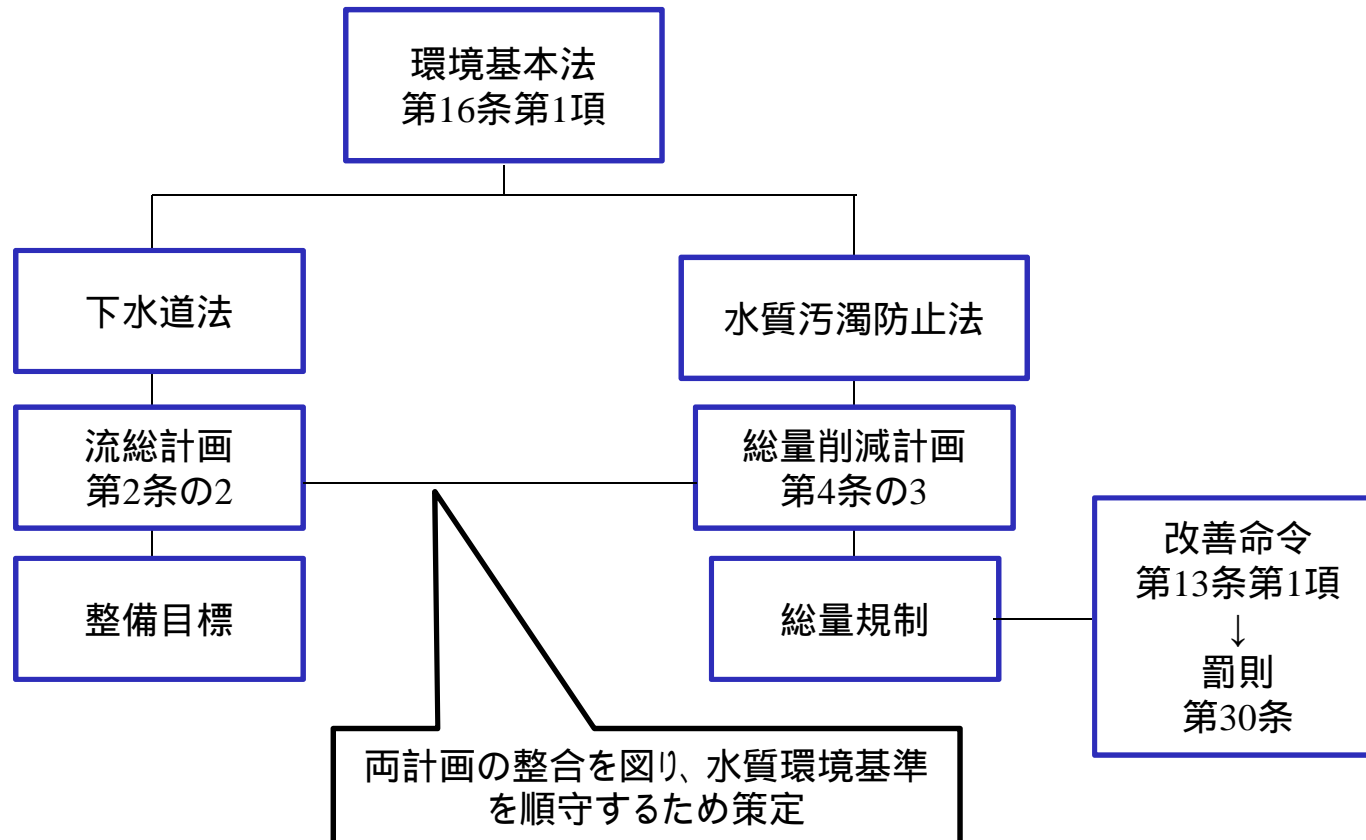 環境基本法
第16条第1項
下水道法
水質汚濁防止法
流総計画
第2条の2
総量削減計画
第4条の3
整備目標
総量規制
改善命令
第13条第1項
↓
罰則
第30条
両計画の整合を図り、水質環境基準
を順守するため策定